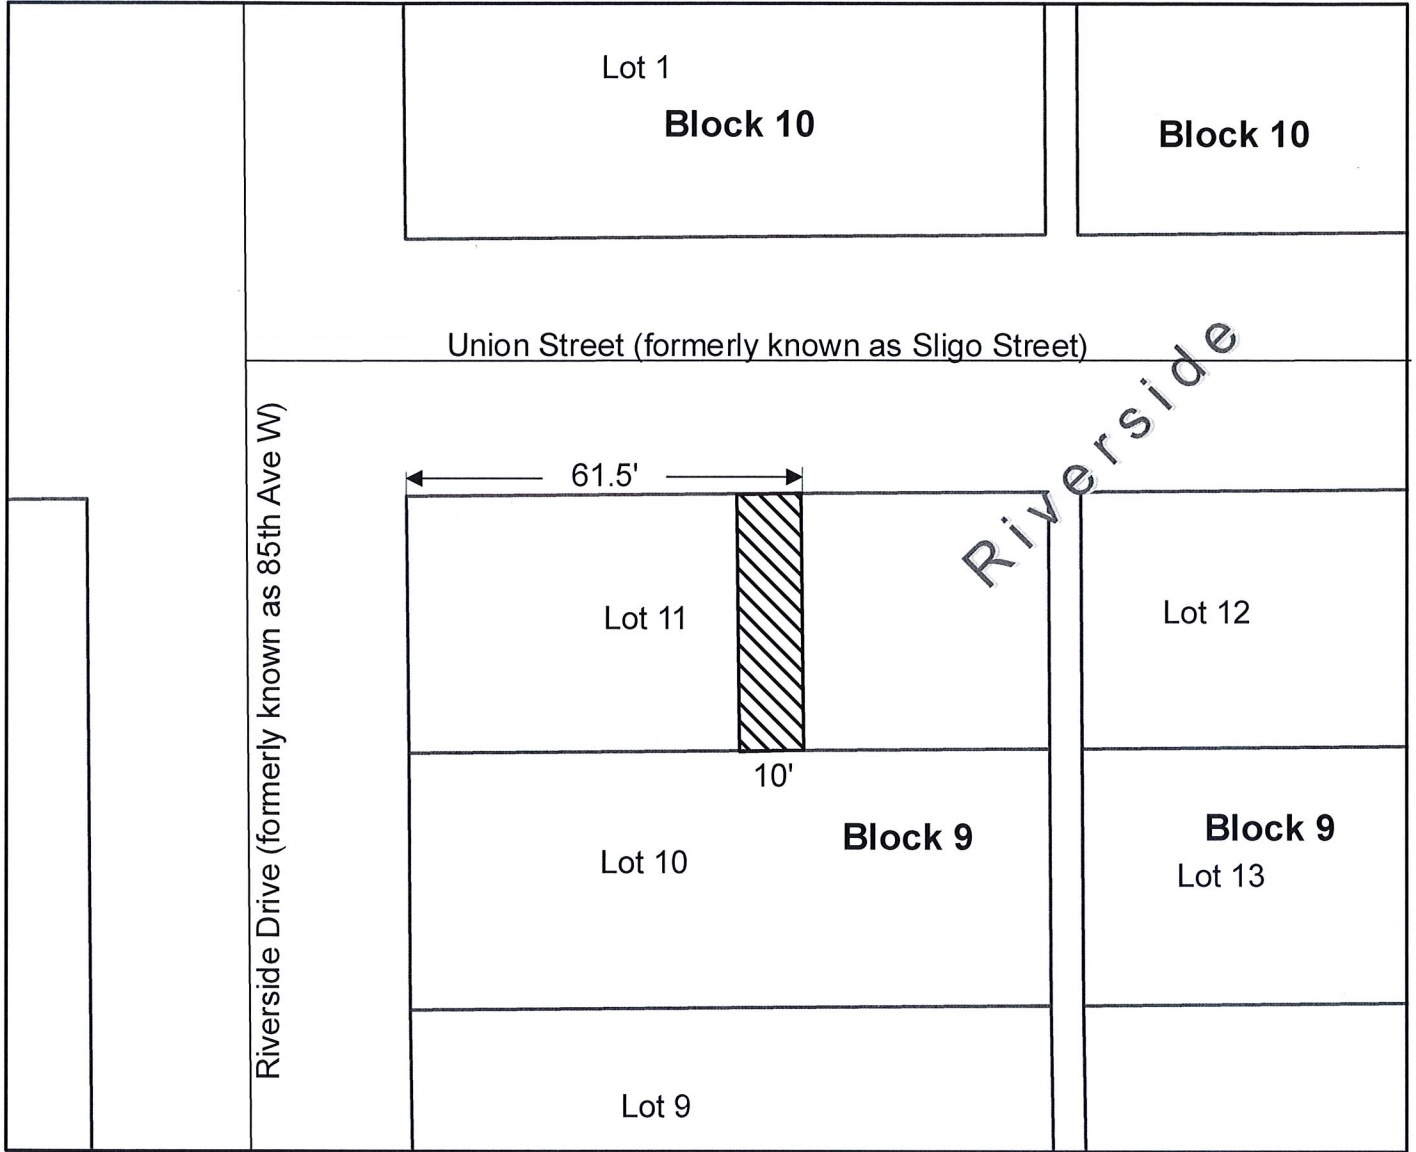 Lot 1
Block 10
Block 10
Union Street (formerly known as Sligo Street)
Riverside
Riverside Drive (formerly known as 85th Ave W)
61.5'
Lot 11
Lot 12
10'
Block 9
Block 9
Lot 10
Lot 13
Lot 9